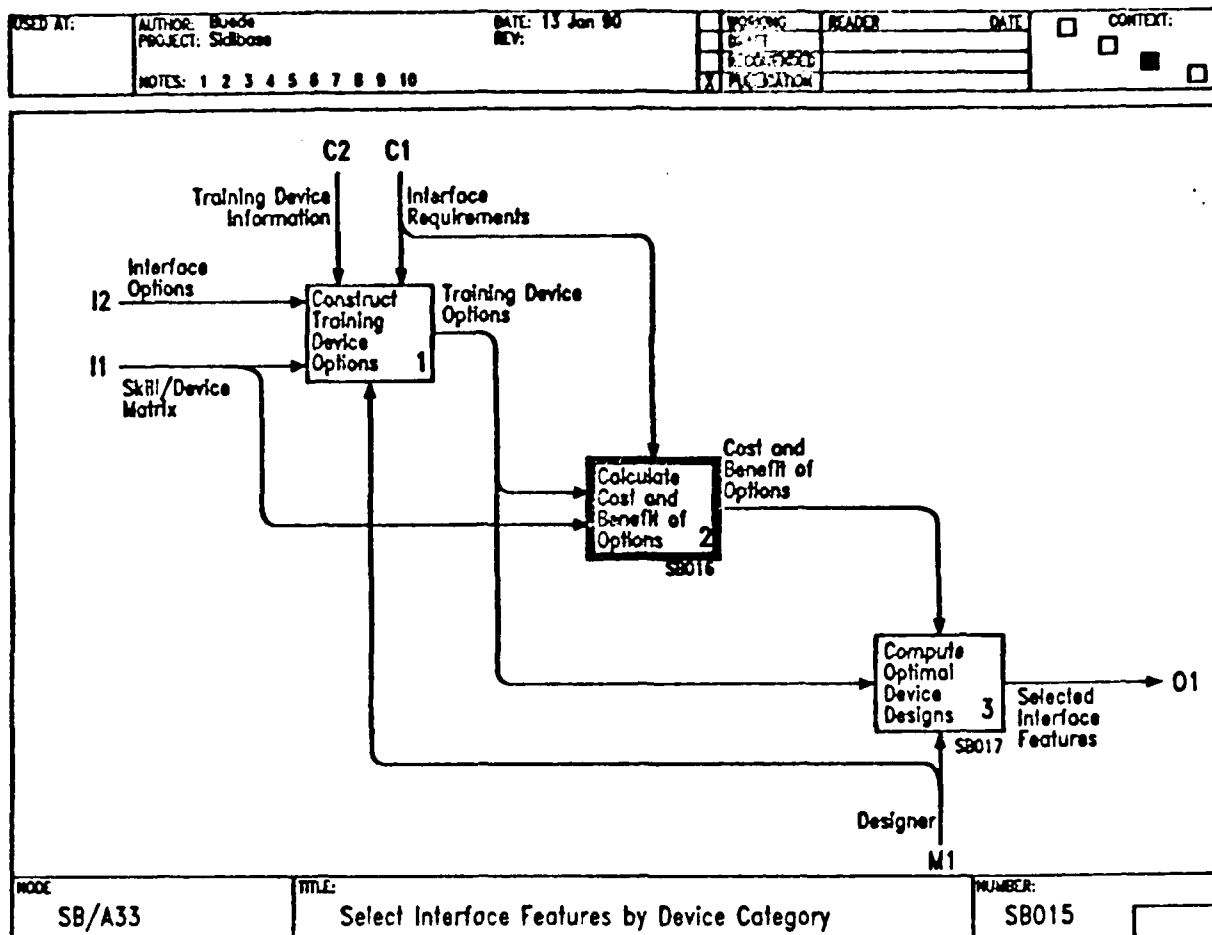 USED AT:
AUTHOR: Buede
PROJECT: Sidibase
NOTES: 1 2 3 4 5 6 7 8 9 10
DATE: 13 Jan 90
REV:
WORKING
DRAFT
RECOMMENDED
X PUBLICATION
READER DATE
CONTEXT:
C2 C1
Training Device
Information
Interface
Requirements
I2
Interface
Options
I1
Skill/Device
Matrix
Construct
Training
Device
Options 1
Training Device
Options
Calculate
Cost and
Benefit of
Options 2
SB016
Cost and
Benefit of
Options
Compute
Optimal
Device
Designs 3
SB017
Selected
Interface
Features
O1
Designer
M1
NODE
SB/A33
TITLE:
Select Interface Features by Device Category
NUMBER:
SB015